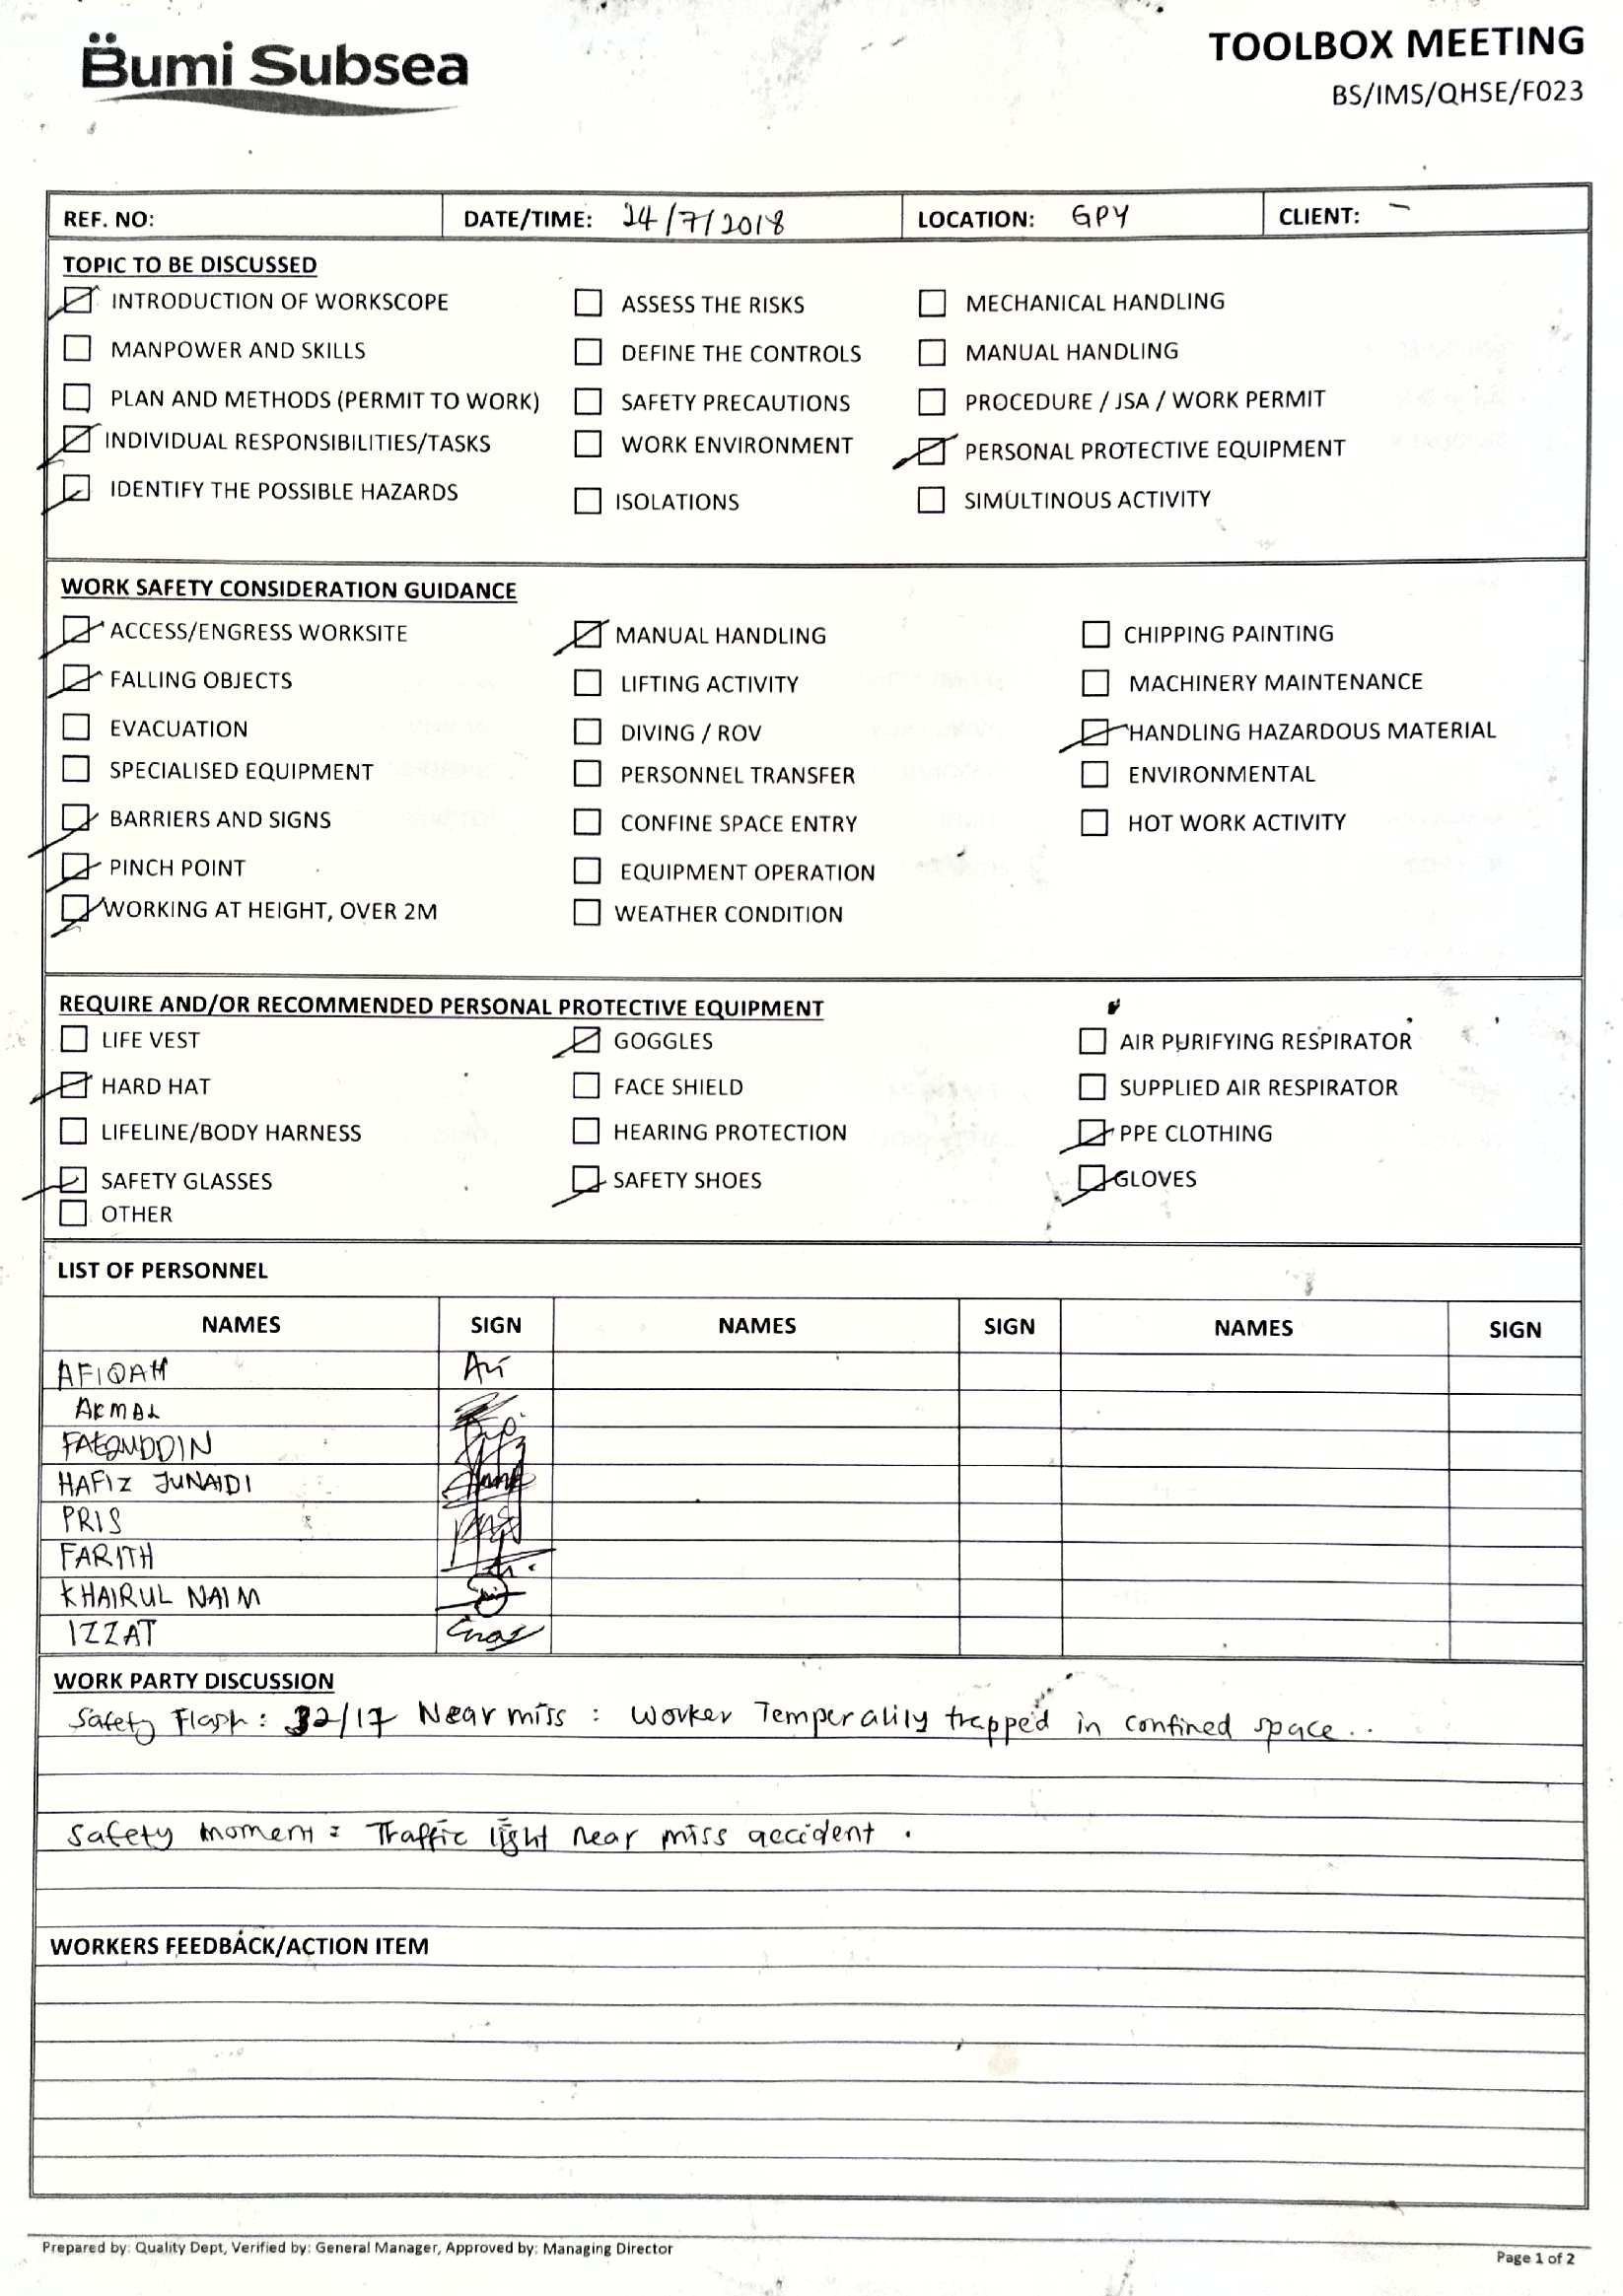 Bumi Subsea
TOOLBOX MEETING
BS/IMS/QHSE/F023
REF. NO: DATE/TIME: 24/7/2018 LOCATION: GPY CLIENT: -
TOPIC TO BE DISCUSSED
INTRODUCTION OF WORKSCOPE ASSESS THE RISKS MECHANICAL HANDLING
MANPOWER AND SKILLS DEFINE THE CONTROLS MANUAL HANDLING
PLAN AND METHODS (PERMIT TO WORK) SAFETY PRECAUTIONS PROCEDURE / JSA / WORK PERMIT
INDIVIDUAL RESPONSIBILITIES/TASKS WORK ENVIRONMENT PERSONAL PROTECTIVE EQUIPMENT
IDENTIFY THE POSSIBLE HAZARDS ISOLATIONS SIMULTINOUS ACTIVITY
WORK SAFETY CONSIDERATION GUIDANCE
ACCESS/ENGRESS WORKSITE MANUAL HANDLING CHIPPING PAINTING
FALLING OBJECTS LIFTING ACTIVITY MACHINERY MAINTENANCE
EVACUATION DIVING / ROV HANDLING HAZARDOUS MATERIAL
SPECIALISED EQUIPMENT PERSONNEL TRANSFER ENVIRONMENTAL
BARRIERS AND SIGNS CONFINE SPACE ENTRY HOT WORK ACTIVITY
PINCH POINT EQUIPMENT OPERATION
WORKING AT HEIGHT, OVER 2M WEATHER CONDITION
REQUIRE AND/OR RECOMMENDED PERSONAL PROTECTIVE EQUIPMENT
LIFE VEST GOGGLES AIR PURIFYING RESPIRATOR
HARD HAT FACE SHIELD SUPPLIED AIR RESPIRATOR
LIFELINE/BODY HARNESS HEARING PROTECTION PPE CLOTHING
SAFETY GLASSES SAFETY SHOES GLOVES
OTHER
LIST OF PERSONNEL
NAMES SIGN NAMES SIGN NAMES SIGN
AFIQAH
AKMAL
HAFIZ JUNAIDI
PRIS
FARITH
KHAIRUL NAIM
IZZAT
WORK PARTY DISCUSSION
Safety Flash : 32/17 Near miss : Worker Temperalily trapped in confined space..
Safety moment : Traffic light near miss accident .
WORKERS FEEDBACK/ACTION ITEM
Prepared by: Quality Dept, Verified by: General Manager, Approved by: Managing Director
Page 1 of 2